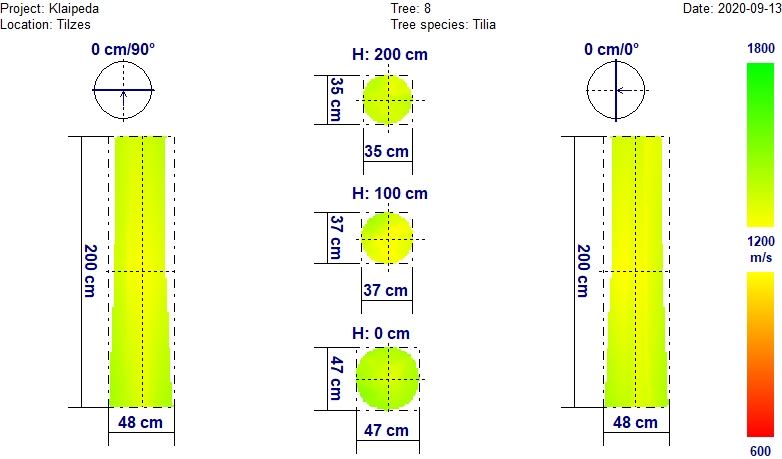 Project: Klaipeda
Tree: 8
Date: 2020-09-13
Location: Tilzes
Tree species: Tilia
0 cm/90°
H: 200 cm
0 cm/0°
1800
35 cm
35 cm
H: 100 cm
37 cm
37 cm
200 cm
200 cm
1200
m/s
H: 0 cm
47 cm
47 cm
48 cm
48 cm
600